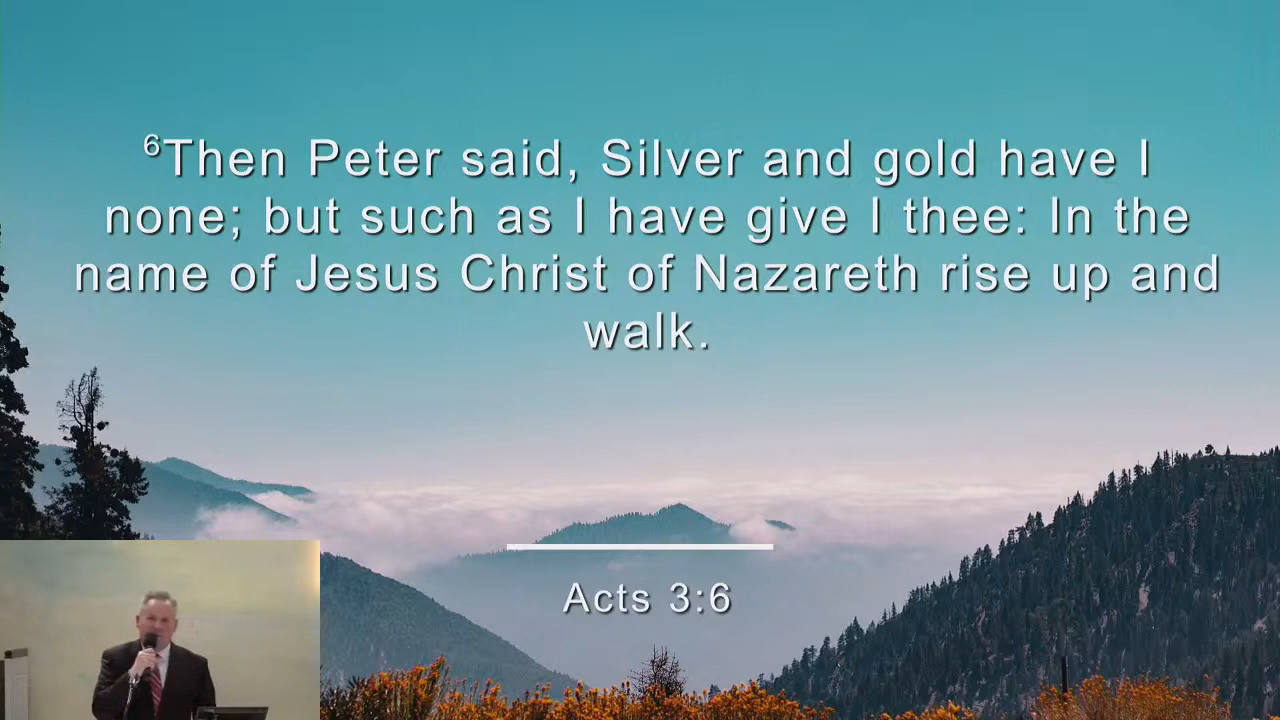 6Then Peter said, Silver and gold have I
none; but such as I have give I thee: In the
name of Jesus Christ of Nazareth rise up and
walk.
Acts 3:6